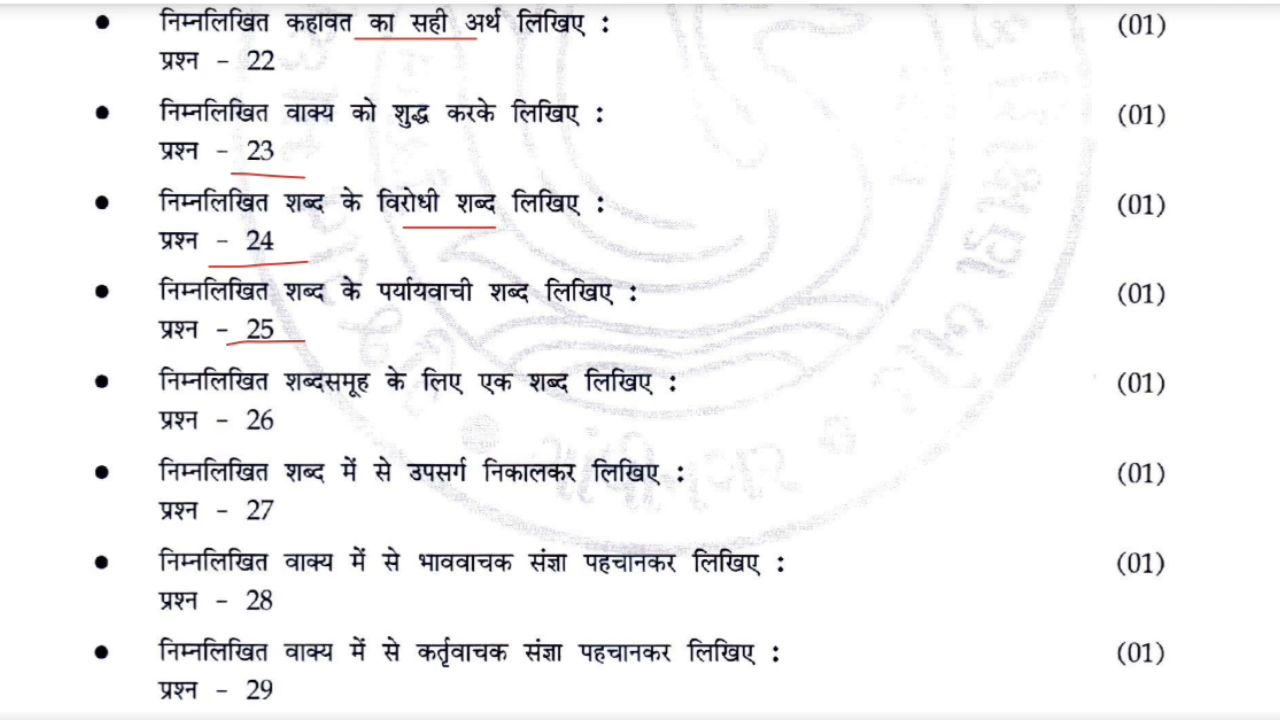 • निम्नलिखित कहावत का सही अर्थ लिखिए : (01)
प्रश्न - 22
• निम्नलिखित वाक्य को शुद्ध करके लिखिए : (01)
प्रश्न - 23
• निम्नलिखित शब्द के विरोधी शब्द लिखिए : (01)
प्रश्न - 24
• निम्नलिखित शब्द के पर्यायवाची शब्द लिखिए : (01)
प्रश्न - 25
• निम्नलिखित शब्दसमूह के लिए एक शब्द लिखिए : (01)
प्रश्न - 26
• निम्नलिखित शब्द में से उपसर्ग निकालकर लिखिए : (01)
प्रश्न - 27
• निम्नलिखित वाक्य में से भाववाचक संज्ञा पहचानकर लिखिए : (01)
प्रश्न - 28
• निम्नलिखित वाक्य में से कर्तृवाचक संज्ञा पहचानकर लिखिए : (01)
प्रश्न - 29